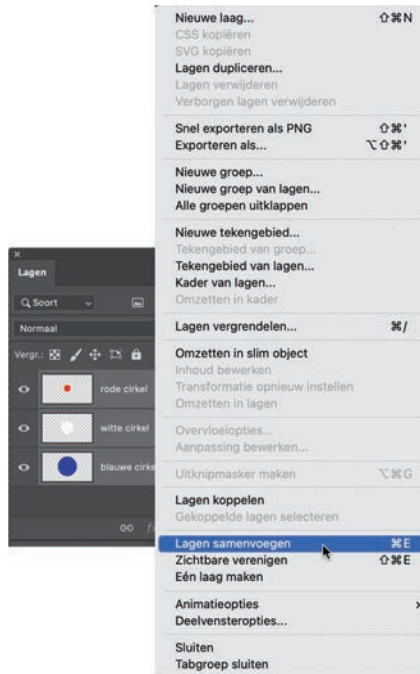 Nieuwe laag... ⇧⌘N
CSS kopiëren
SVG kopiëren
Lagen dupliceren...
Lagen verwijderen
Verborgen lagen verwijderen
Snel exporteren als PNG ⇧⌘'
Exporteren als... ⌥⇧⌘'
Nieuwe groep...
Nieuwe groep van lagen...
Alle groepen uitklappen
Nieuwe tekengebied...
Tekengebied van groep...
Tekengebied van lagen...
Kader van lagen...
Omzetten in kader
Lagen vergrendelen... ⌘/
Omzetten in slim object
Inhoud bewerken
Transformatie opnieuw instellen
Omzetten in lagen
Overvloeiopties...
Aanpassing bewerken...
Uitknipmasker maken ⌥⌘G
Lagen koppelen
Gekoppelde lagen selecteren
Lagen samenvoegen ⌘E
Zichtbare verenigen ⇧⌘E
Eén laag maken
Animatieopties
Deelvensteropties...
Sluiten
Tabgroep sluiten
Lagen
Soort
Normaal
Vergr.:
rode cirkel
witte cirkel
blauwe cirke